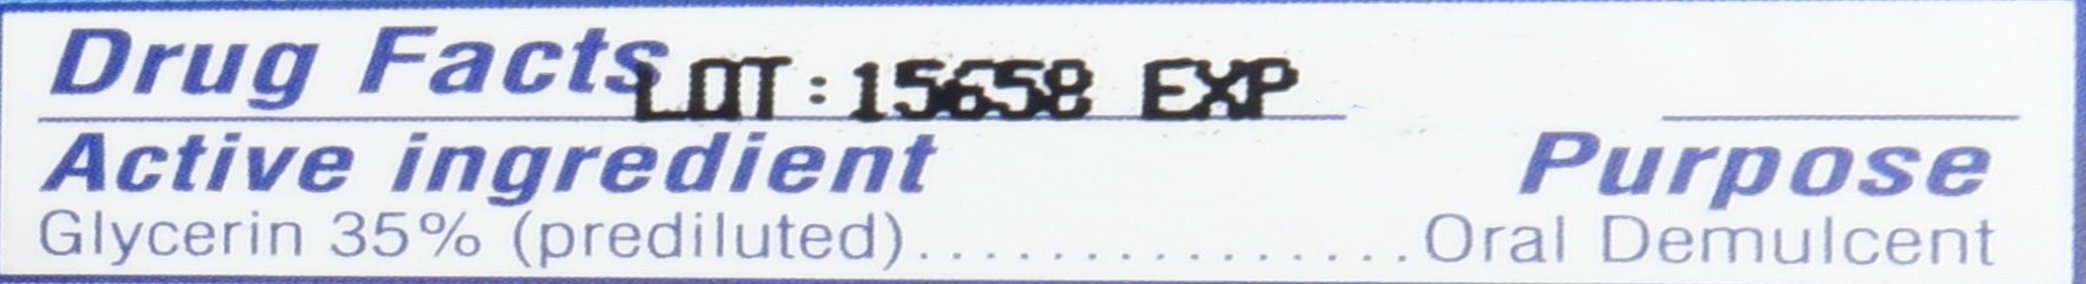 Drug Facts
LOT:15658 EXP
Active ingredient Purpose
Glycerin 35% (prediluted)................Oral Demulcent